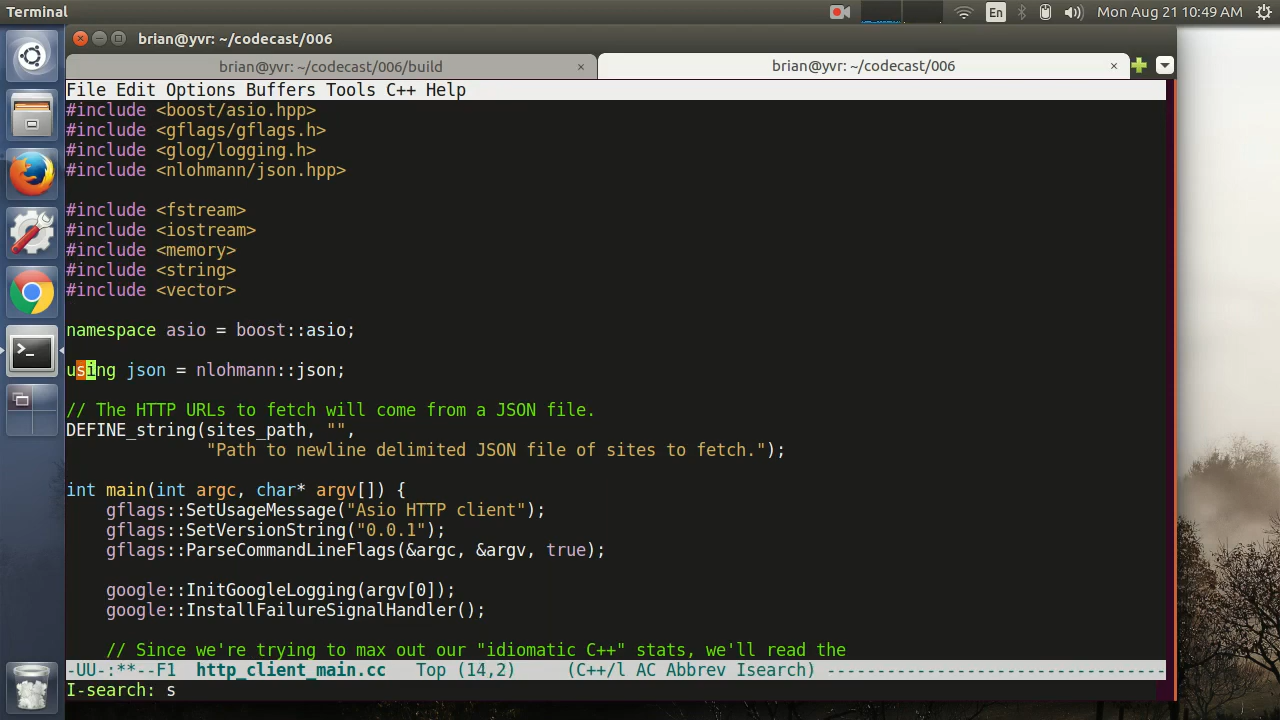 Terminal
En
Mon Aug 21 10:49 AM
brian@yvr: ~/codecast/006
brian@yvr: ~/codecast/006/build × brian@yvr: ~/codecast/006 ×
File Edit Options Buffers Tools C++ Help
#include <boost/asio.hpp>
#include <gflags/gflags.h>
#include <glog/logging.h>
#include <nlohmann/json.hpp>
#include <fstream>
#include <iostream>
#include <memory>
#include <string>
#include <vector>
namespace asio = boost::asio;
using json = nlohmann::json;
// The HTTP URLs to fetch will come from a JSON file.
DEFINE_string(sites_path, "",
"Path to newline delimited JSON file of sites to fetch.");
int main(int argc, char* argv[]) {
gflags::SetUsageMessage("Asio HTTP client");
gflags::SetVersionString("0.0.1");
gflags::ParseCommandLineFlags(&argc, &argv, true);
google::InitGoogleLogging(argv[0]);
google::InstallFailureSignalHandler();
// Since we're trying to max out our "idiomatic C++" stats, we'll read the
-UU-:**--F1  http_client_main.cc   Top (14,2)     (C++/l AC Abbrev Isearch) ----------------------------------
I-search: s